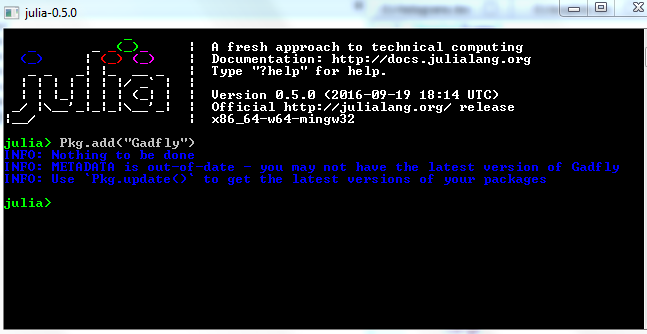 julia-0.5.0
A fresh approach to technical computing
Documentation: http://docs.julialang.org
Type "?help" for help.
Version 0.5.0 (2016-09-19 18:14 UTC)
Official http://julialang.org/ release
x86_64-w64-mingw32
julia> Pkg.add("Gadfly")
INFO: Nothing to be done
INFO: METADATA is out-of-date - you may not have the latest version of Gadfly
INFO: Use `Pkg.update()` to get the latest versions of your packages
julia>